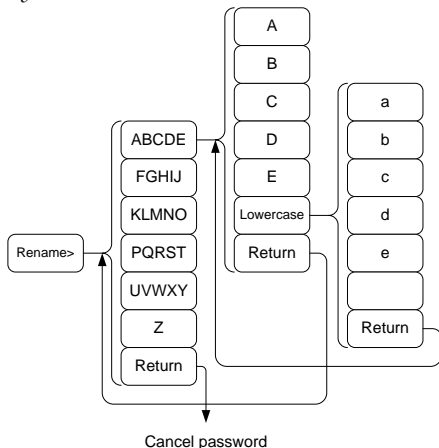 Rename>
ABCDE
FGHIJ
KLMNO
PQRST
UVWXY
Z
Return
A
B
C
D
E
Lowercase
Return
a
b
c
d
e
Return
Cancel password